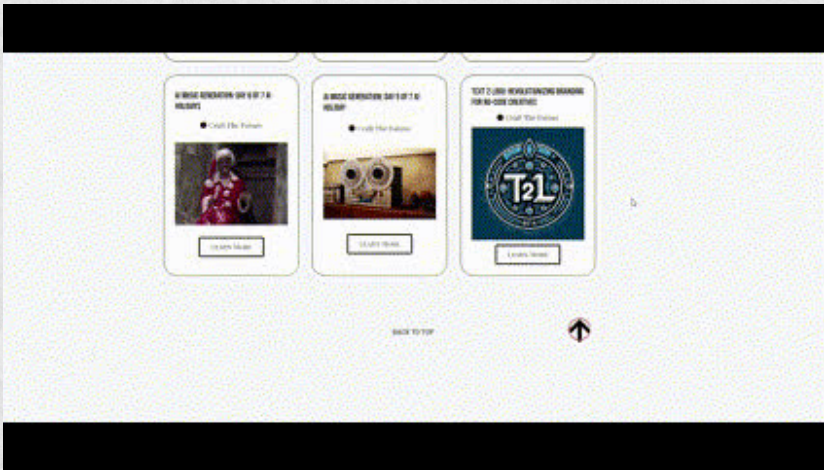 AI MUSIC GENERATION: DAY 6 OF 7 AI
HOLIDAYS
Craft The Future
LEARN MORE
AI MUSIC GENERATION: DAY 5 OF 7 AI
HOLIDAY
Craft The Future
LEARN MORE
TEXT 2 LOGO: REVOLUTIONIZING BRANDING
FOR NO-CODE CREATIVES
Craft The Future
T2L
LEARN MORE
BACK TO TOP